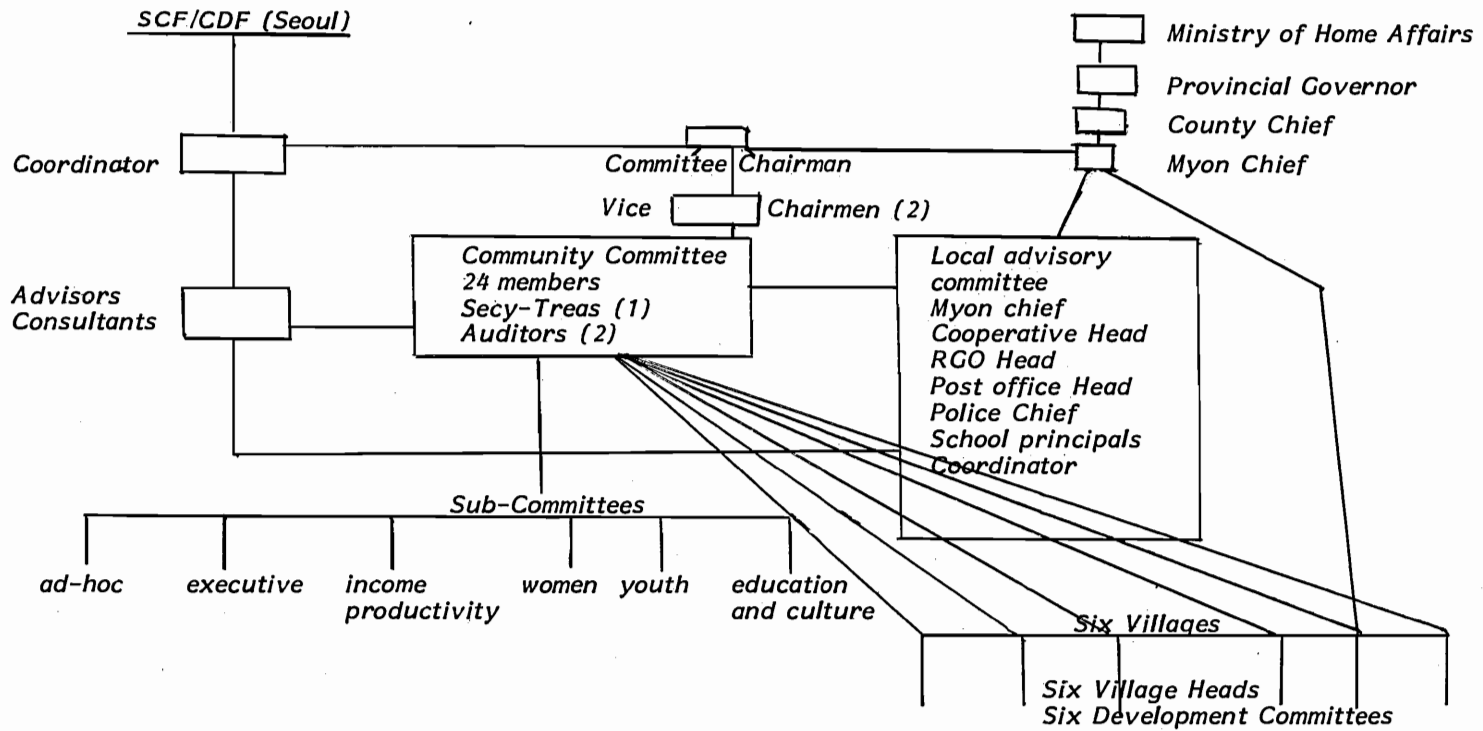 SCF/CDF (Seoul)
Ministry of Home Affairs
Provincial Governor
County Chief
Coordinator
Committee Chairman
Myon Chief
Vice Chairmen (2)
Community Committee
24 members
Secy-Treas (1)
Auditors (2)
Local advisory
committee
Myon chief
Cooperative Head
RGO Head
Post office Head
Police Chief
School principals
Coordinator
Advisors
Consultants
Sub-Committees
ad-hoc
executive
income
productivity
women
youth
education
and culture
Six Villages
Six Village Heads
Six Development Committees